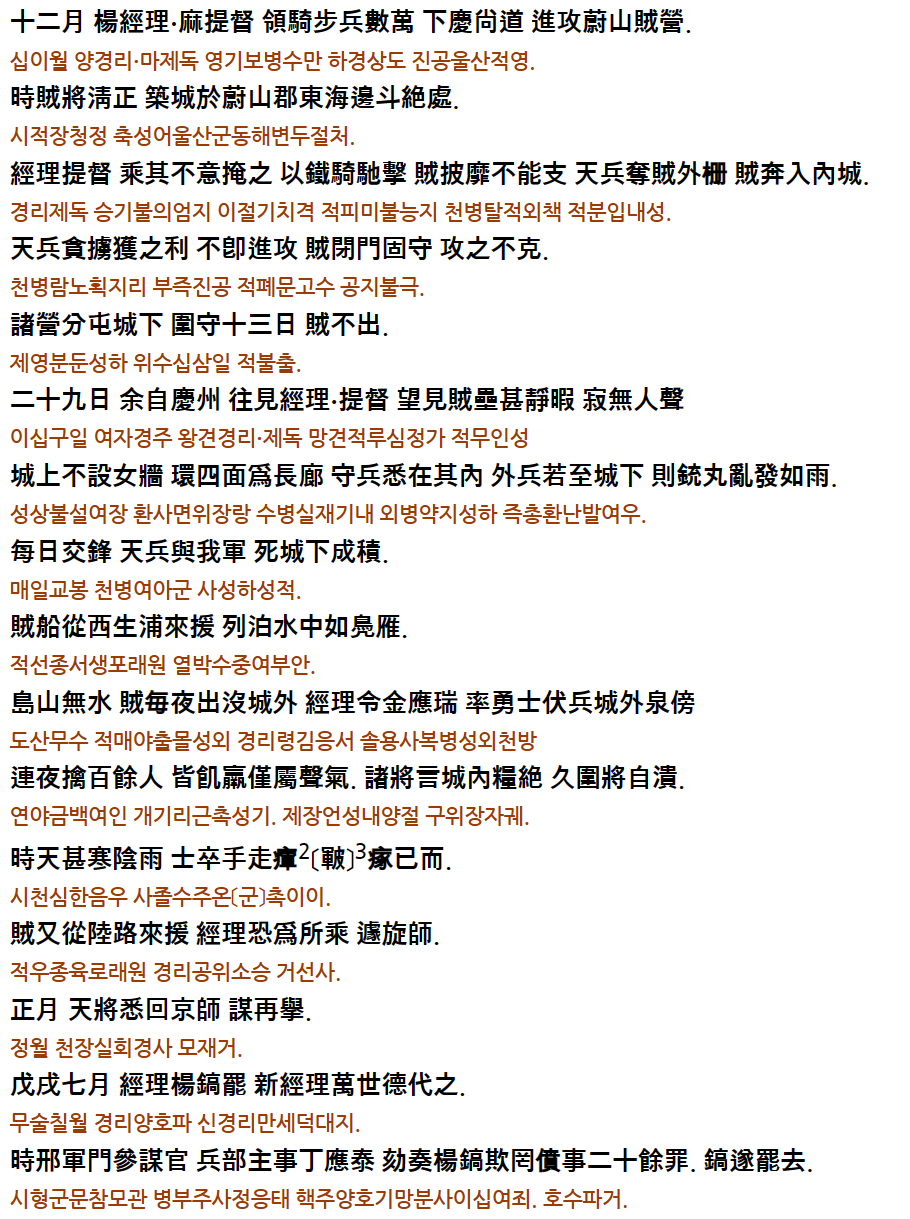 十二月 楊經理·麻提督 領騎步兵數萬 下慶尙道 進攻蔚山賊營.
십이월 양경리·마제독 영기보병수만 하경상도 진공울산적영.
時賊將淸正 築城於蔚山郡東海邊斗絶處.
시적장청정 축성어울산군동해변두절처.
經理提督 乘其不意掩之 以鐵騎馳擊 賊披靡不能支 天兵奪賊外柵 賊奔入內城.
경리제독 승기불의엄지 이절기치격 적피미불능지 천병탈적외책 적분입내성.
天兵貪擄獲之利 不卽進攻 賊閉門固守 攻之不克.
천병람노획지리 부즉진공 적폐문고수 공지불극.
諸營分屯城下 圍守十三日 賊不出.
제영분둔성하 위수십삼일 적불출.
二十九日 余自慶州 往見經理·提督 望見賊壘甚靜暇 寂無人聲
이십구일 여자경주 왕견경리·제독 망견적루심정가 적무인성
城上不設女牆 環四面爲長廊 守兵悉在其內 外兵若至城下 則銃丸亂發如雨.
성상불설여장 환사면위장랑 수병실재기내 외병약지성하 즉총환난발여우.
每日交鋒 天兵與我軍 死城下成積.
매일교봉 천병여아군 사성하성적.
賊船從西生浦來援 列泊水中如鳧雁.
적선종서생포래원 열박수중여부안.
島山無水 賊每夜出沒城外 經理令金應瑞 率勇士伏兵城外泉傍
도산무수 적매야출몰성외 경리령김응서 솔용사복병성외천방
連夜擒百餘人 皆飢羸僅屬聲氣. 諸將言城內糧絶 久圍將自潰.
연야금백여인 개기리근촉성기. 제장언성내양절 구위장자궤.
時天甚寒陰雨 士卒手走瘒2〔皸〕3瘃已而.
시천심한음우 사졸수주온〔군〕촉이이.
賊又從陸路來援 經理恐爲所乘 遽旋師.
적우종육로래원 경리공위소승 거선사.
正月 天將悉回京師 謀再擧.
정월 천장실회경사 모재거.
戊戌七月 經理楊鎬罷 新經理萬世德代之.
무술칠월 경리양호파 신경리만세덕대지.
時邢軍門參謀官 兵部主事丁應泰 劾奏楊鎬欺罔僨事二十餘罪. 鎬遂罷去.
시형군문참모관 병부주사정응태 핵주양호기망분사이십여죄. 호수파거.